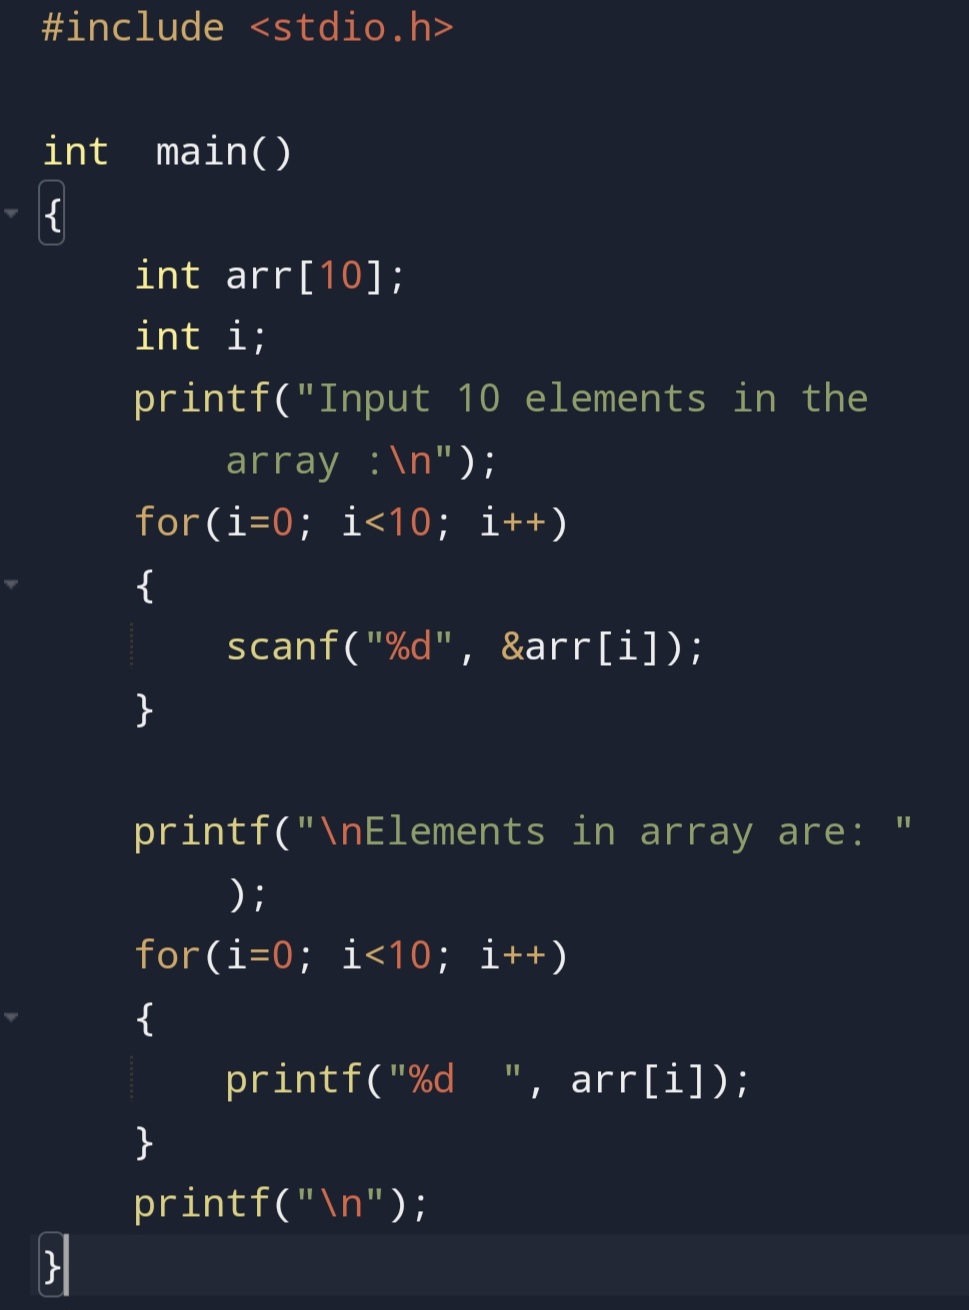 #include <stdio.h>
int  main()
{
int arr[10];
int i;
printf("Input 10 elements in the
array :\n");
for(i=0; i<10; i++)
{
scanf("%d", &arr[i]);
}
printf("\nElements in array are: "
);
for(i=0; i<10; i++)
{
printf("%d  ", arr[i]);
}
printf("\n");
}